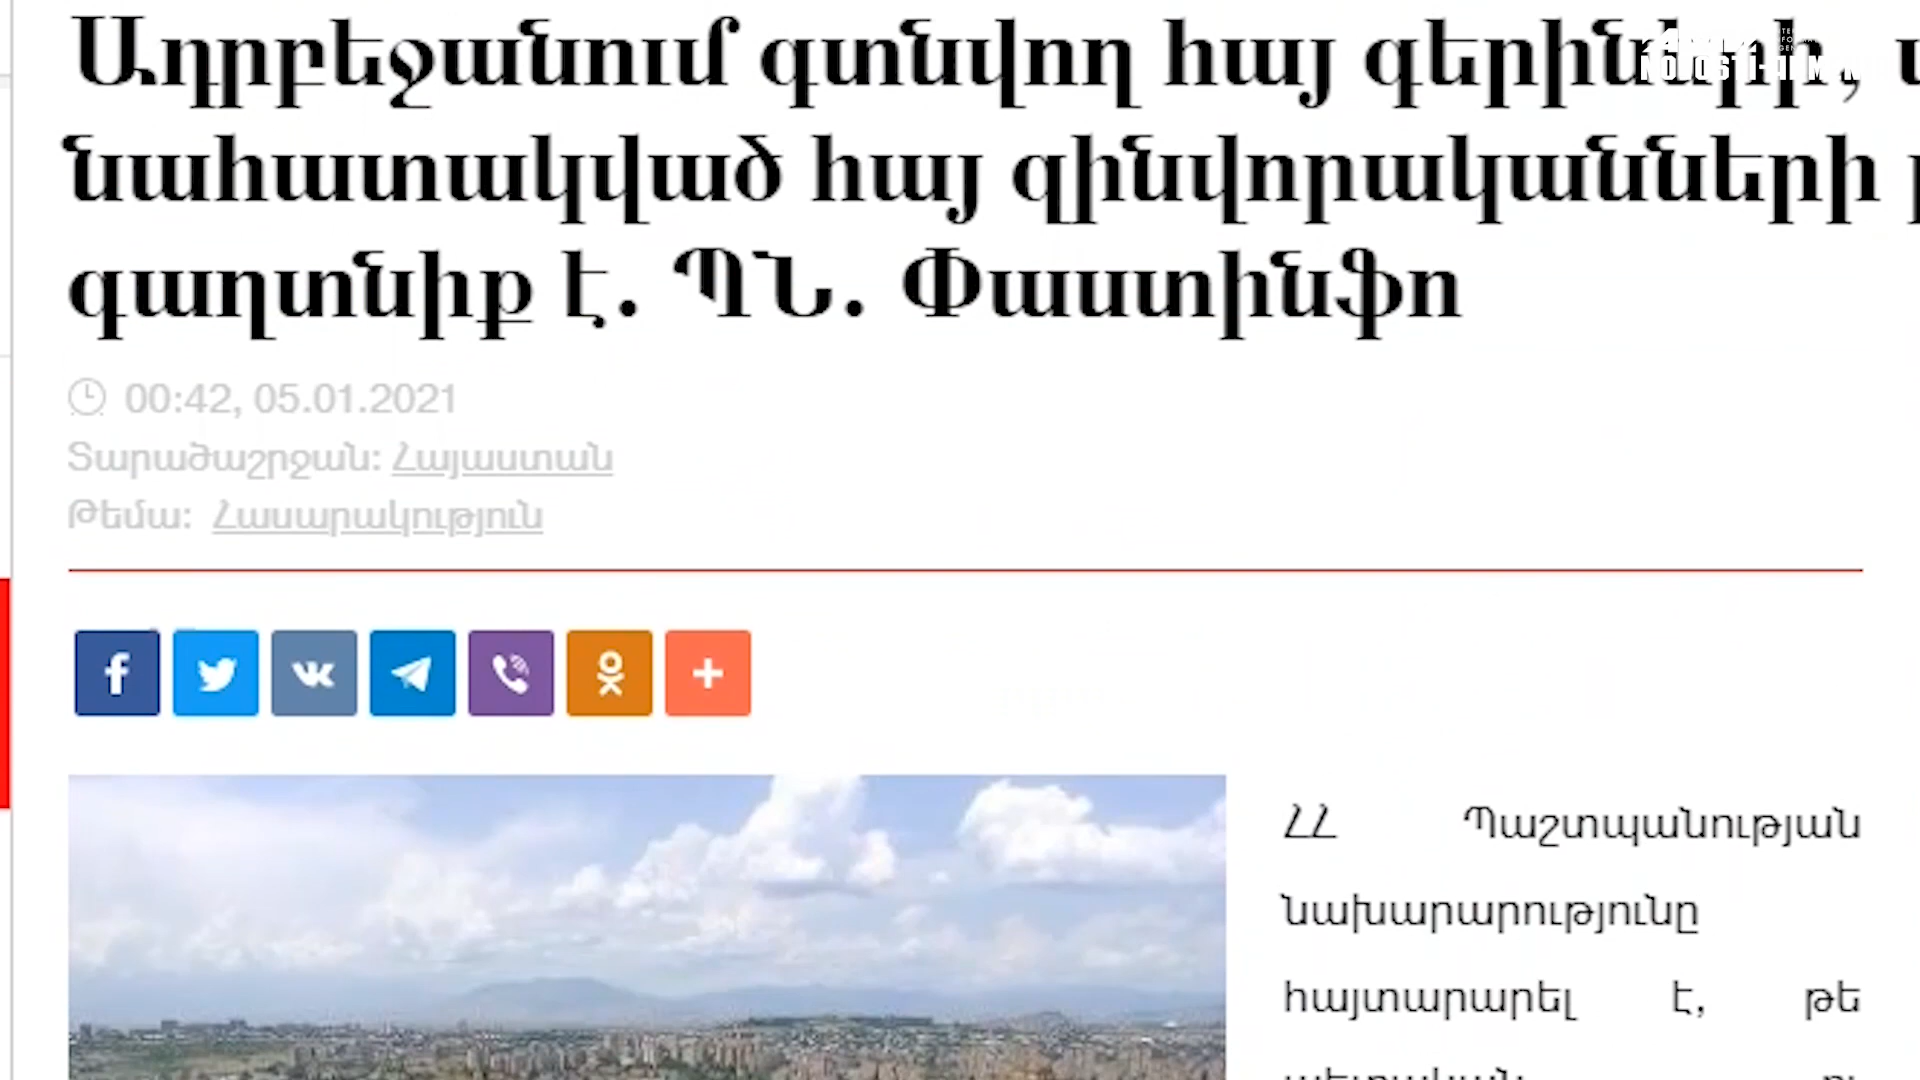 Ադրբեջանում գտնվող հայ գերիների,
նահատակված հայ զինվորականների
գաղտնիք է. ՊՆ. Փաստինֆո
00:42, 05.01.2021
Տարածաշրջան: Հայաստան
Թեմա: Հասարակություն
ՀՀ Պաշտպանության
նախարարությունը
հայտարարել է, թե